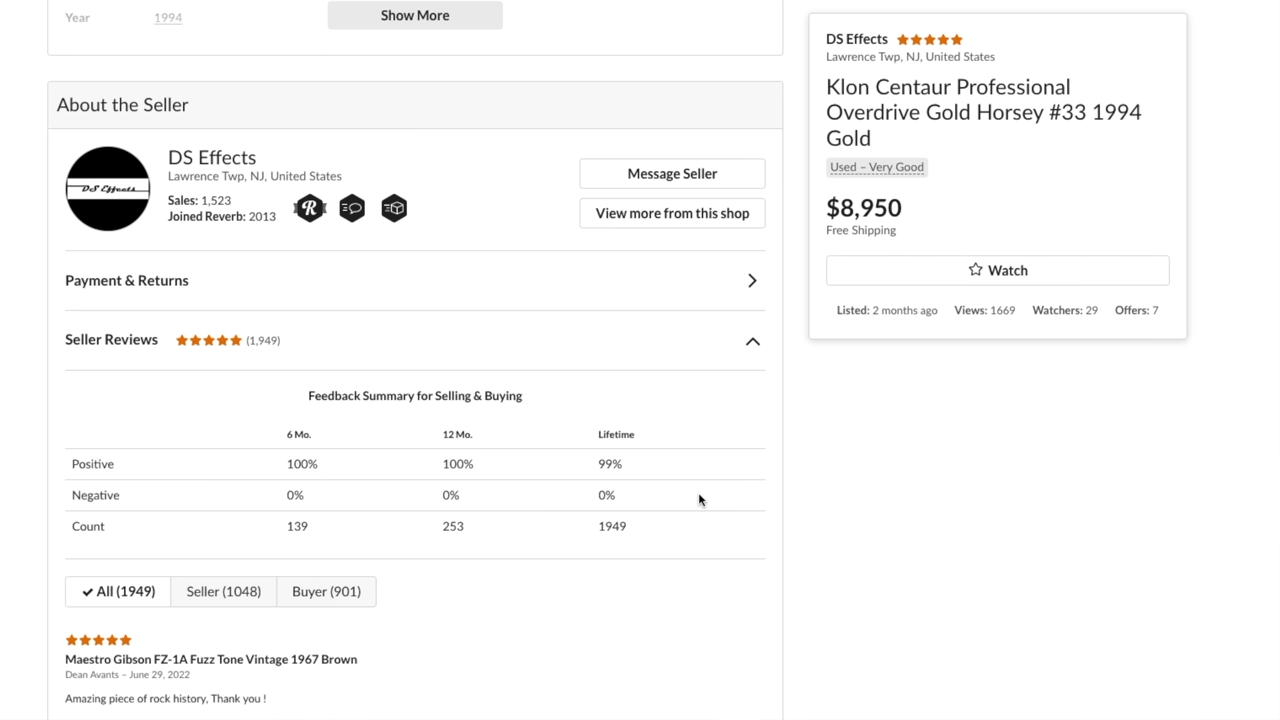 Year 1994
Show More
About the Seller
DS Effects
DS Effects
Lawrence Twp, NJ, United States
Sales: 1,523
Joined Reverb: 2013
R
Message Seller
View more from this shop
Payment & Returns
Seller Reviews (1,949)
Feedback Summary for Selling & Buying
6 Mo. 12 Mo. Lifetime
Positive 100% 100% 99%
Negative 0% 0% 0%
Count 139 253 1949
All (1949) Seller (1048) Buyer (901)
Maestro Gibson FZ-1A Fuzz Tone Vintage 1967 Brown
Dean Avants – June 29, 2022
Amazing piece of rock history, Thank you !
DS Effects
Lawrence Twp, NJ, United States
Klon Centaur Professional
Overdrive Gold Horsey #33 1994
Gold
Used – Very Good
$8,950
Free Shipping
Watch
Listed: 2 months ago Views: 1669 Watchers: 29 Offers: 7